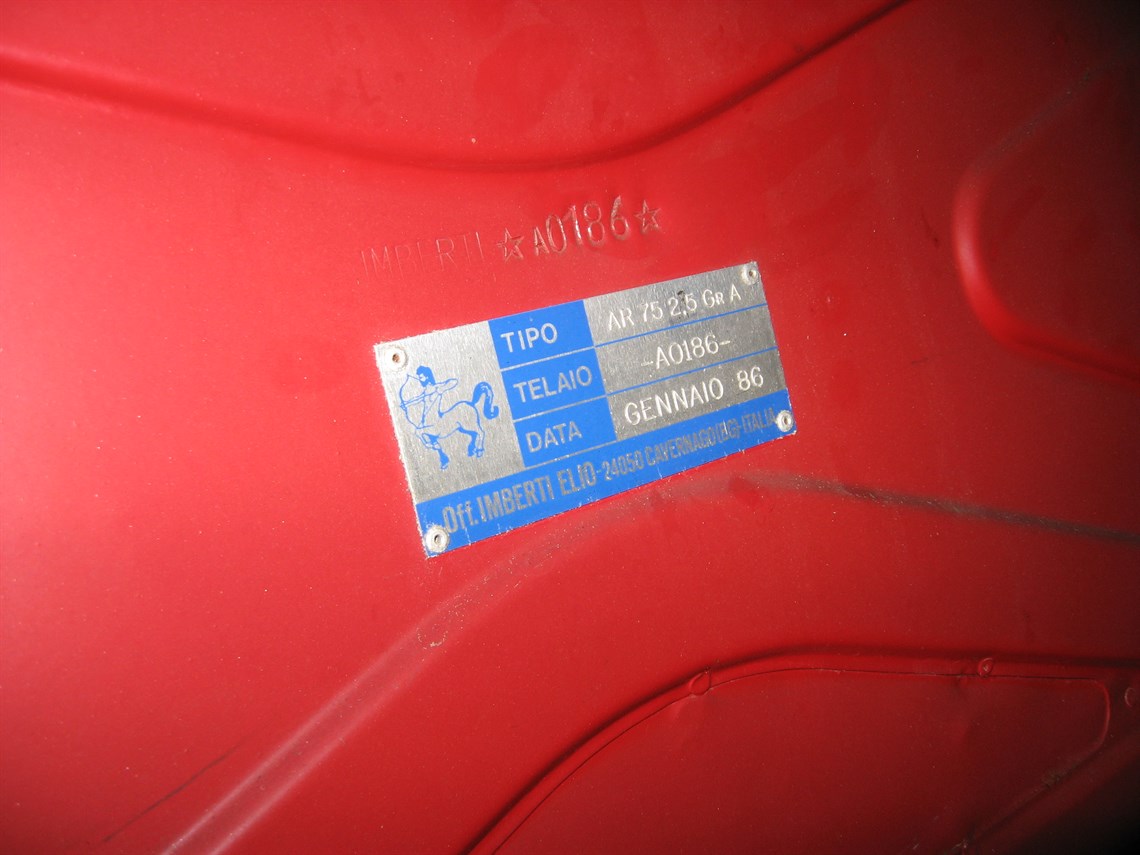 IMBERTI ☆A0186☆
TIPO AR 75 2,5 GR A
TELAIO -A0186-
DATA GENNAIO 86
Off. IMBERTI ELIO-24050 CAVERNAGO(BG)-ITALIA